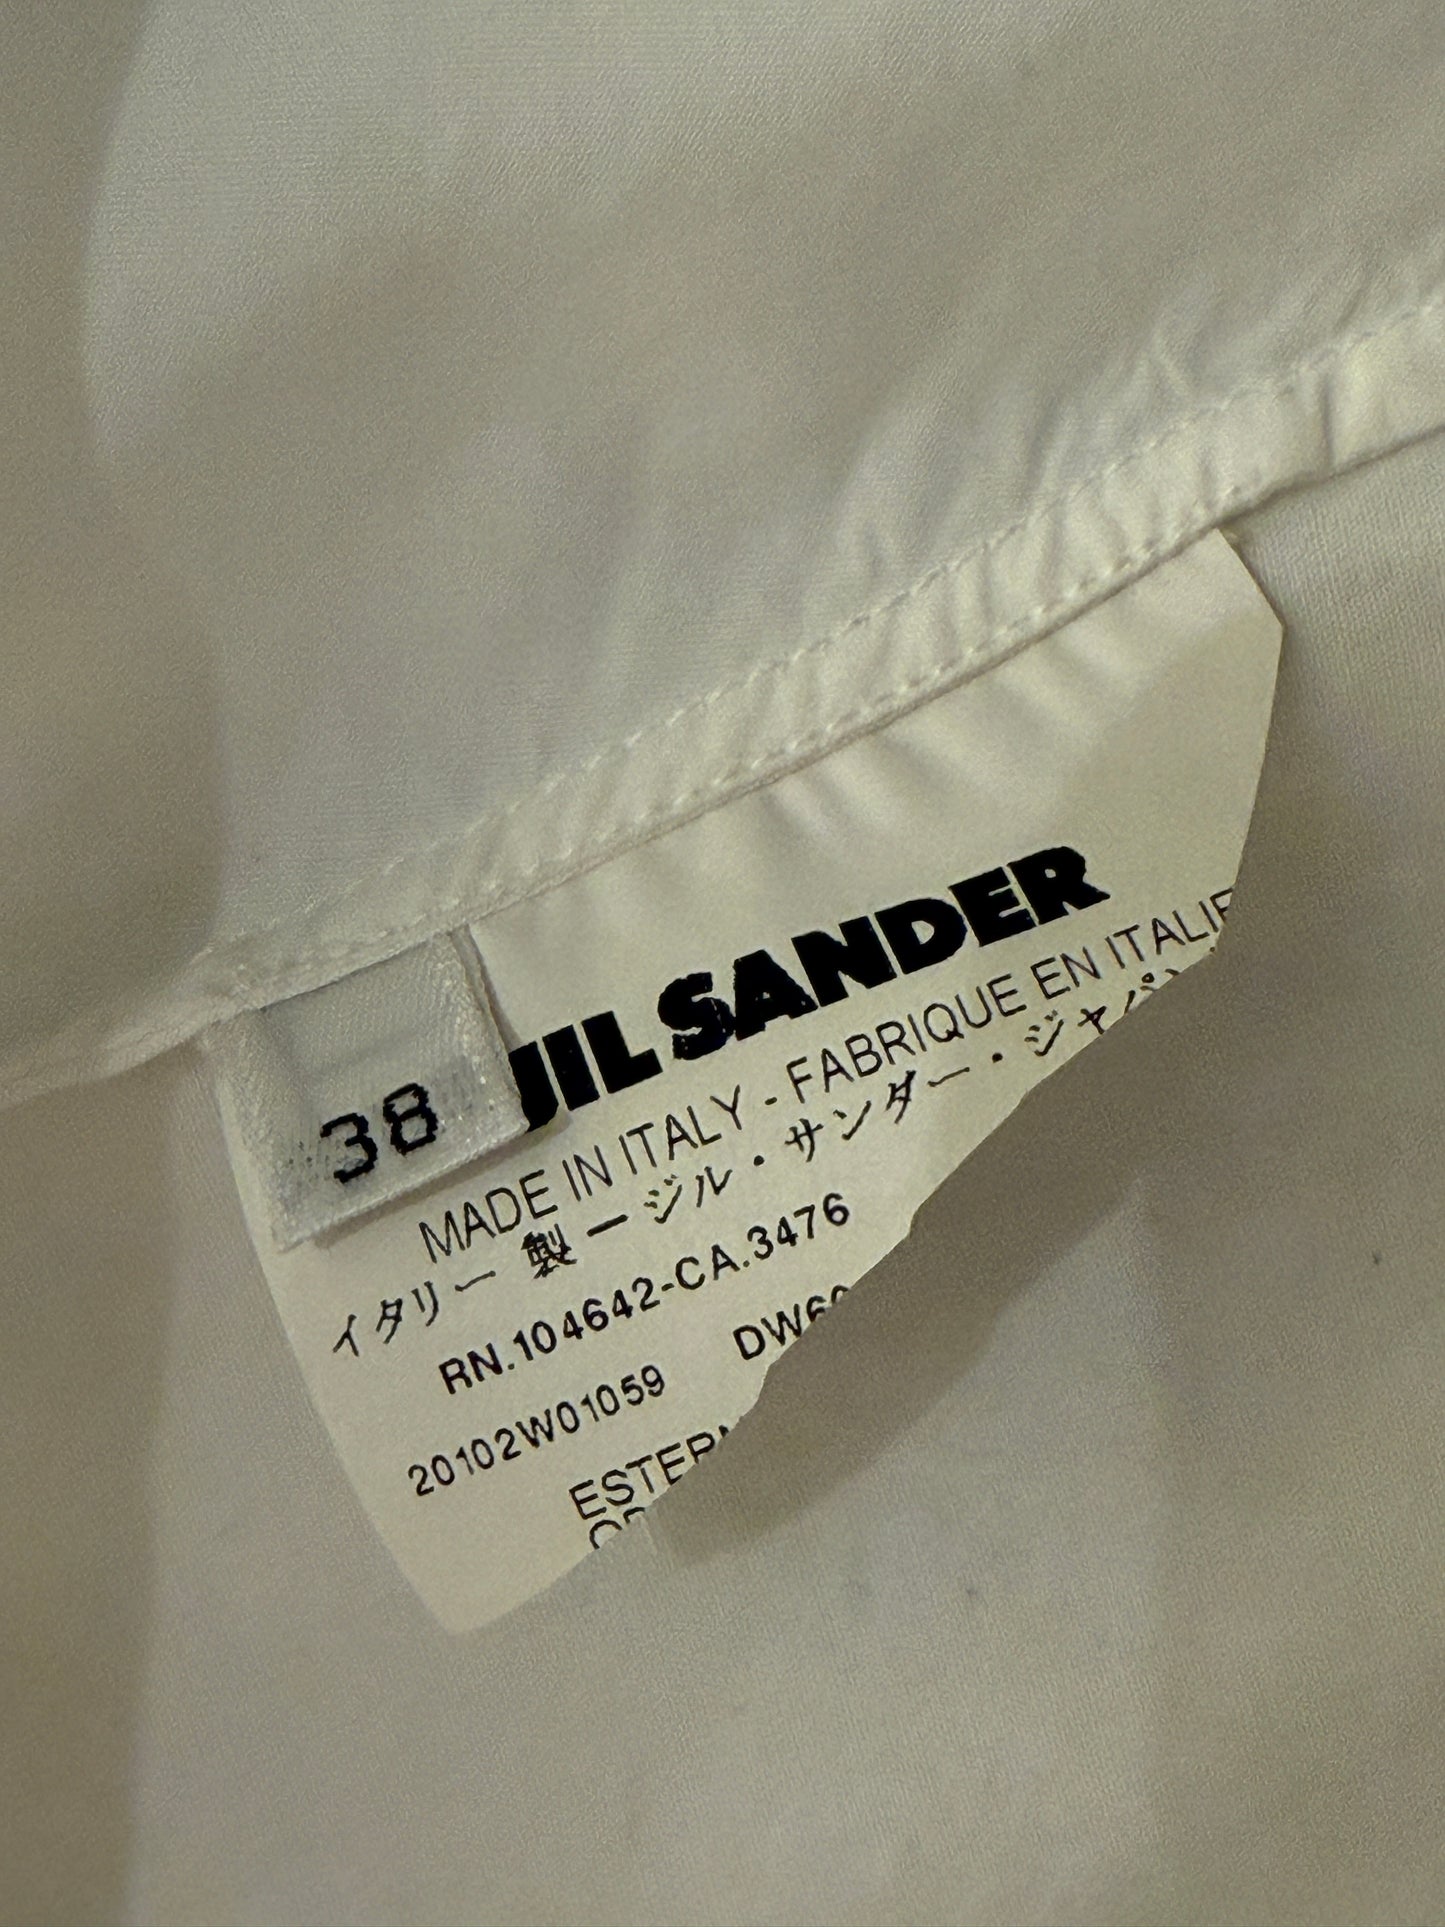 38
JIL SANDER
MADE IN ITALY - FABRIQUE EN ITALIE
イタリー製ージル・サンダー・ジャパン
RN.104642-CA.3476
20102W01059 DW60